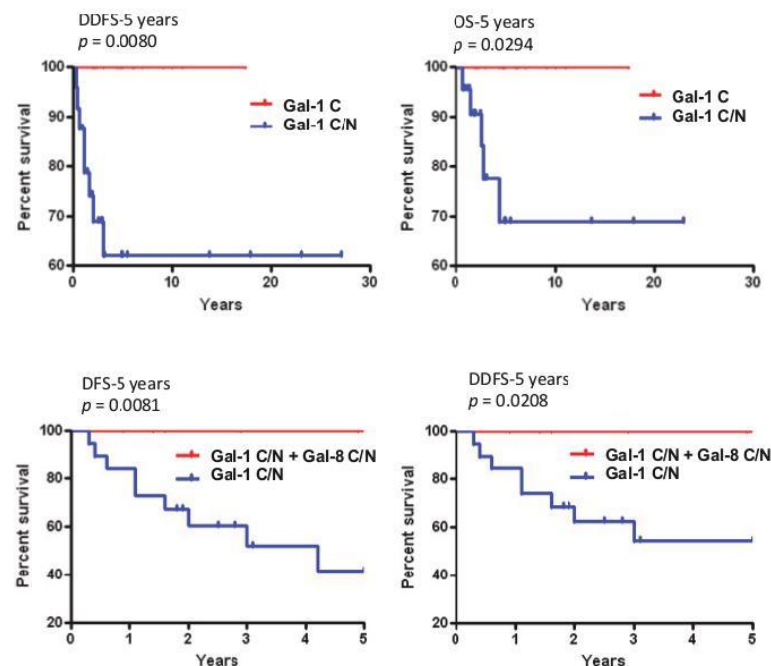 DDFS-5 years
p = 0.0080
Percent survival
100
90
80
70
60
0
10
20
30
Years
Gal-1 C
Gal-1 C/N
OS-5 years
p = 0.0294
Percent survival
100
90
80
70
60
0
10
20
30
Years
Gal-1 C
Gal-1 C/N
DFS-5 years
p = 0.0081
Percent survival
100
80
60
40
20
0
1
2
3
4
5
Years
Gal-1 C/N + Gal-8 C/N
Gal-1 C/N
DDFS-5 years
p = 0.0208
Percent survival
100
80
60
40
20
0
1
2
3
4
5
Years
Gal-1 C/N + Gal-8 C/N
Gal-1 C/N